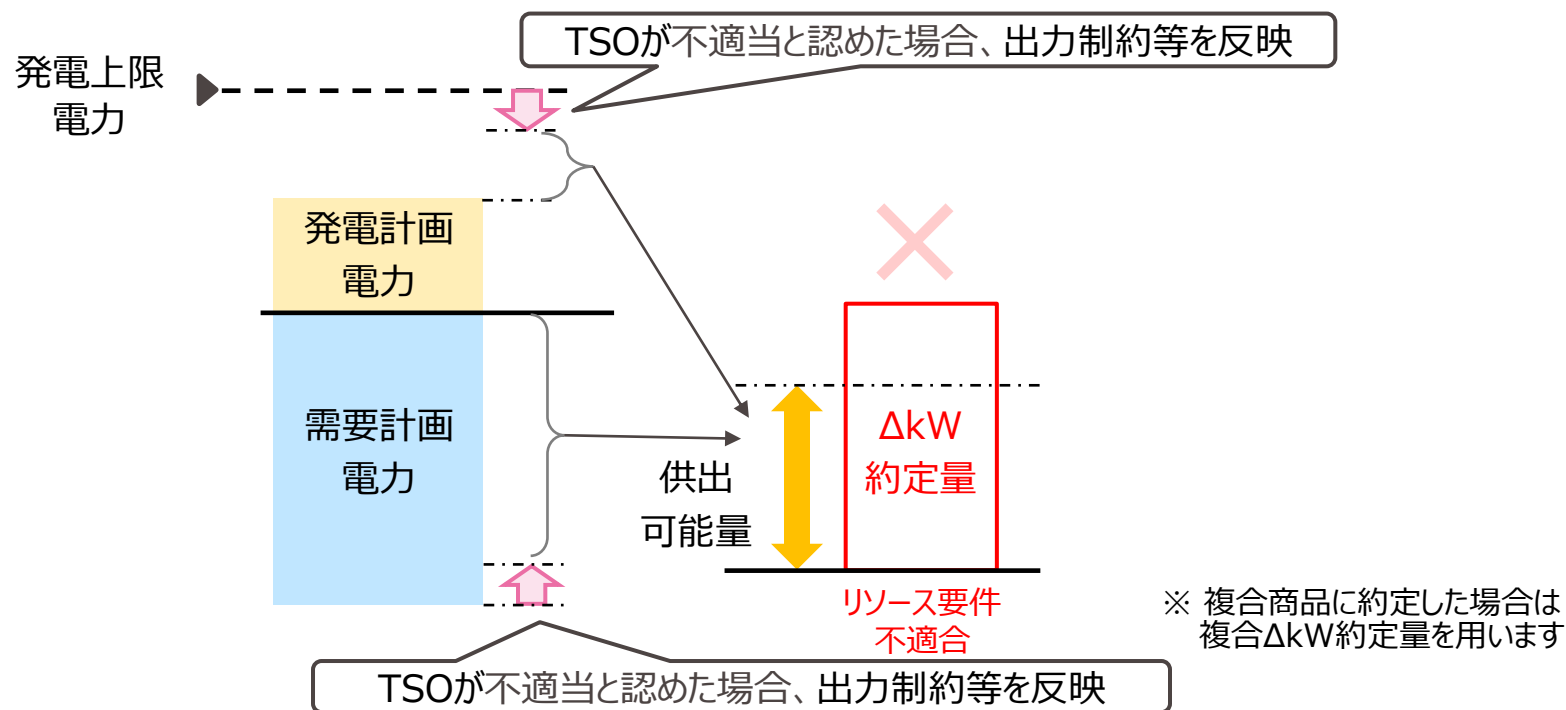 TSOが不適当と認めた場合、出力制約等を反映
発電上限
電力
発電計画
電力
需要計画
電力
供出
可能量
ΔkW
約定量
リソース要件
不適合
※ 複合商品に約定した場合は
複合ΔkW約定量を用います
TSOが不適当と認めた場合、出力制約等を反映